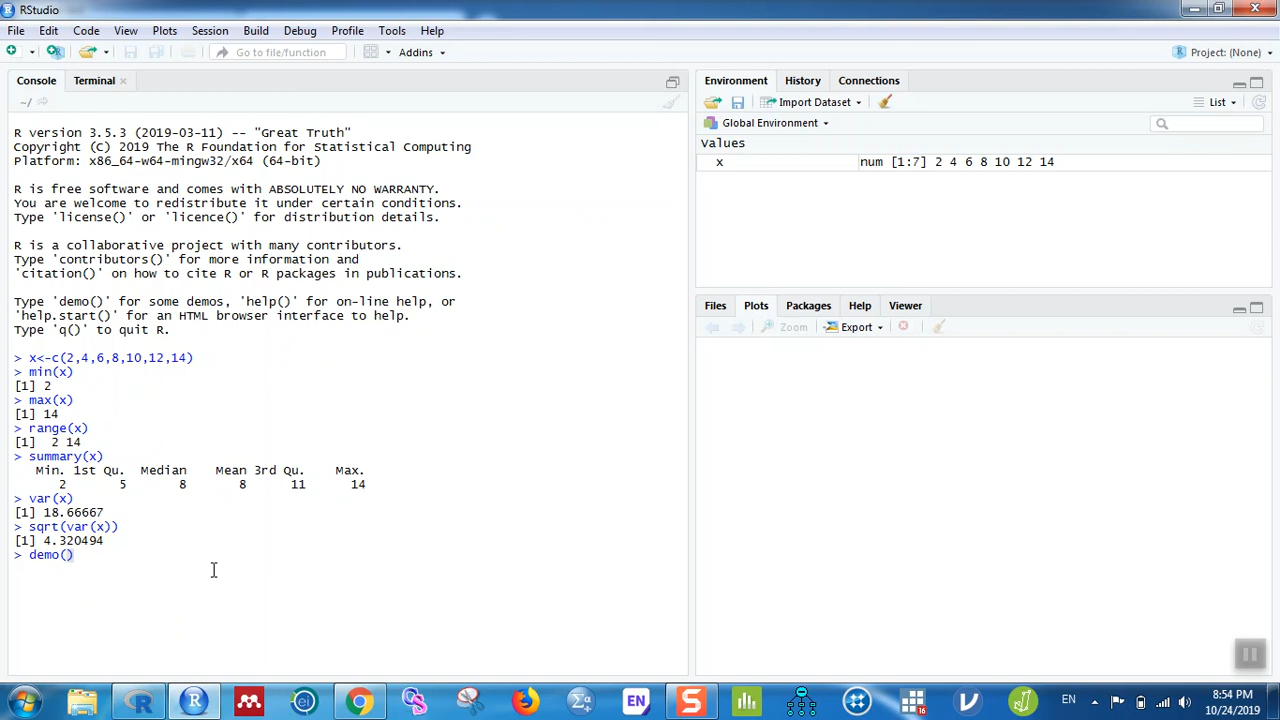 RStudio
File Edit Code View Plots Session Build Debug Profile Tools Help
Go to file/function Addins Project: (None)
Console Terminal
~/
R version 3.5.3 (2019-03-11) -- "Great Truth"
Copyright (C) 2019 The R Foundation for Statistical Computing
Platform: x86_64-w64-mingw32/x64 (64-bit)
R is free software and comes with ABSOLUTELY NO WARRANTY.
You are welcome to redistribute it under certain conditions.
Type 'license()' or 'licence()' for distribution details.
R is a collaborative project with many contributors.
Type 'contributors()' for more information and
'citation()' on how to cite R or R packages in publications.
Type 'demo()' for some demos, 'help()' for on-line help, or
'help.start()' for an HTML browser interface to help.
Type 'q()' to quit R.
> x<-c(2,4,6,8,10,12,14)
> min(x)
[1] 2
> max(x)
[1] 14
> range(x)
[1]  2 14
> summary(x)
Min. 1st Qu. Median Mean 3rd Qu. Max.
2 5 8 8 11 14
> var(x)
[1] 18.66667
> sqrt(var(x))
[1] 4.320494
> demo()
Environment History Connections
Import Dataset List
Global Environment
Values
x num [1:7] 2 4 6 8 10 12 14
Files Plots Packages Help Viewer
Zoom Export
R R EN S 16 V EN 8:54 PM
10/24/2019